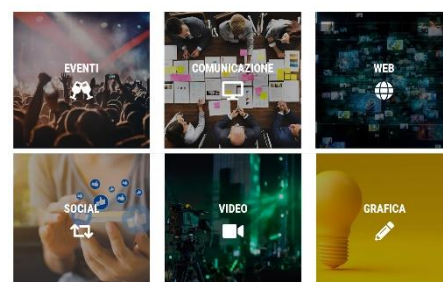 EVENTI
COMUNICAZIONE
WEB
SOCIAL
VIDEO
GRAFICA